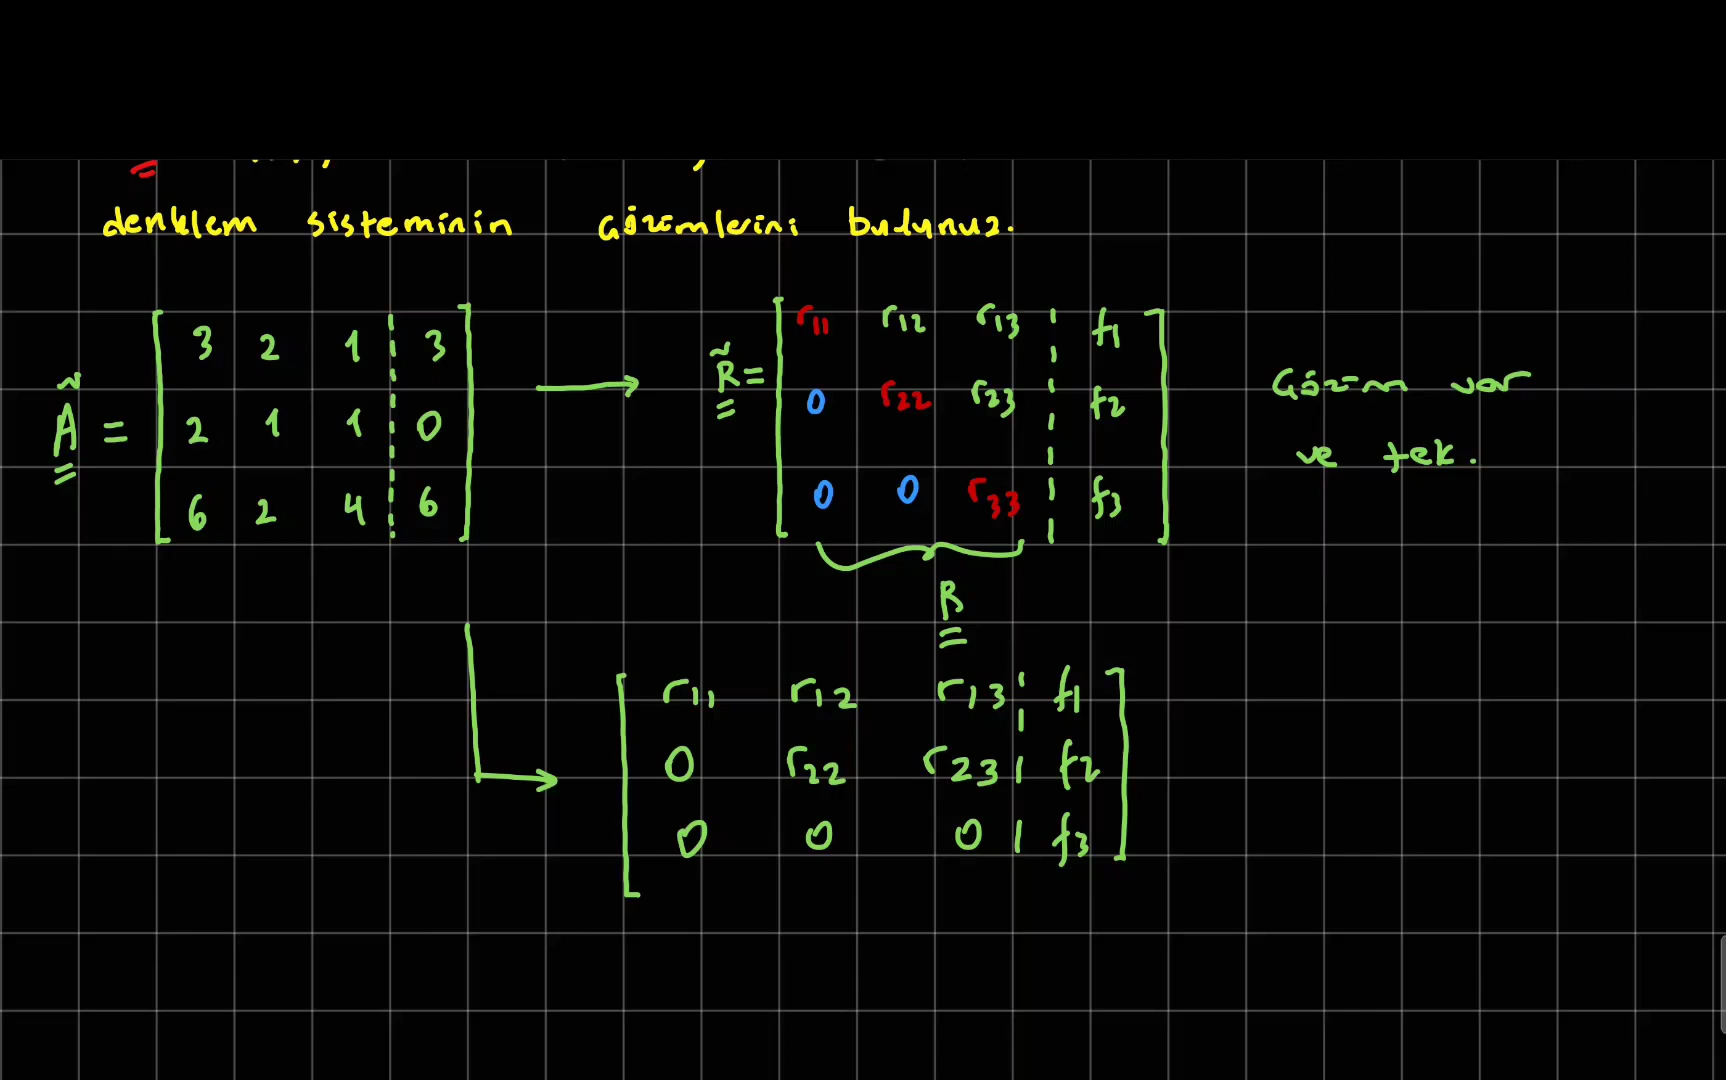 denklem sisteminin çözümlerini bulunuz.
Ã = [ 3 2 1 | 3
2 1 1 | 0
6 2 4 | 6 ]
→ R̃ = [ r11 r12 r13 | f1
0 r22 r23 | f2
0 0 r33 | f3 ]
R
Çözüm var
ve tek.
[ r11 r12 r13 | f1
0 r22 r23 | f2
0 0 0 | f3 ]